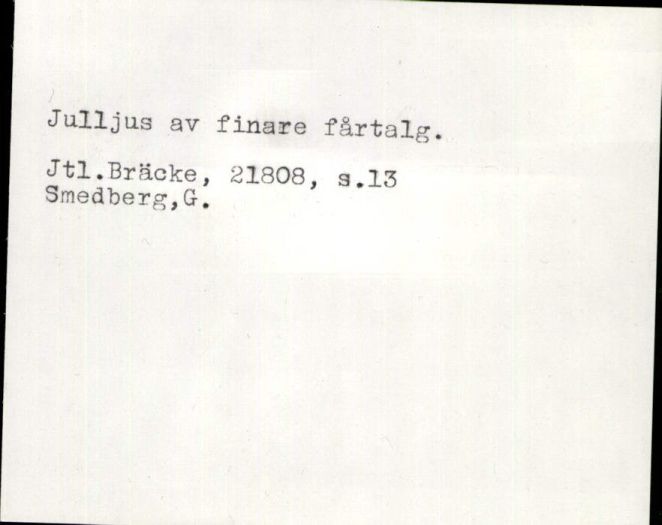 Julljus av finare fårtalg.
Jtl.Bräcke, 21808, s.13
Smedberg,G.